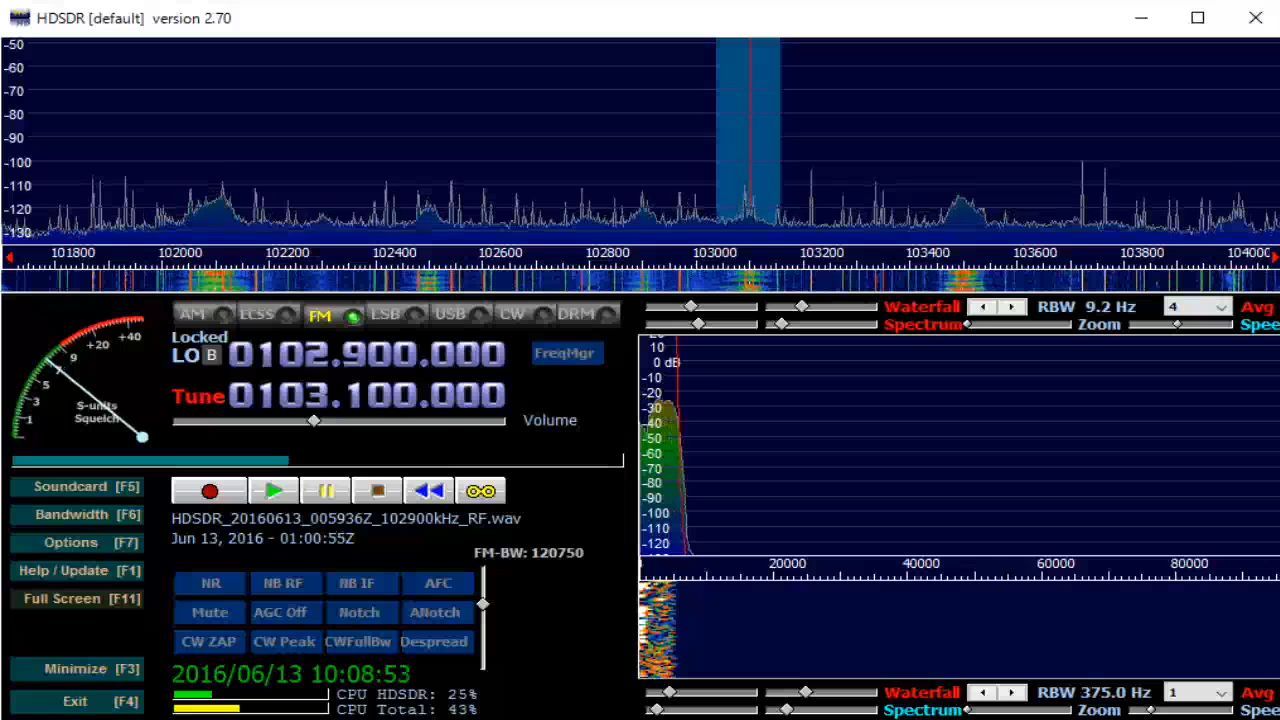 HDSDR [default] version 2.70
-50
-60
-70
-80
-90
-100
-110
-120
-130
101800 102000 102200 102400 102600 102800 103000 103200 103400 103600 103800 104000
AM ECSS FM LSB USB CW DRM
Locked
LO B 0102.900.000 FreqMgr
Tune 0103.100.000
Volume
+40
+20
9
7
5
3
1
S-units
Squelch
Waterfall RBW 9.2 Hz 4 Avg
Spectrum Zoom Spee
10
0 dB
-10
-20
-30
-40
-50
-60
-70
-80
-90
-100
-110
-120
20000 40000 60000 80000
Soundcard [F5]
Bandwidth [F6]
Options [F7]
Help / Update [F1]
Full Screen [F11]
Minimize [F3]
Exit [F4]
HDSDR_20160613_005936Z_102900kHz_RF.wav
Jun 13, 2016 - 01:00:55Z
FM-BW: 120750
NR NB RF NB IF AFC
Mute AGC Off Notch ANotch
CW ZAP CW Peak CWFullBw Despread
2016/06/13 10:08:53
CPU HDSDR: 25%
CPU Total: 43%
Waterfall RBW 375.0 Hz 1 Avg
Spectrum Zoom Spee